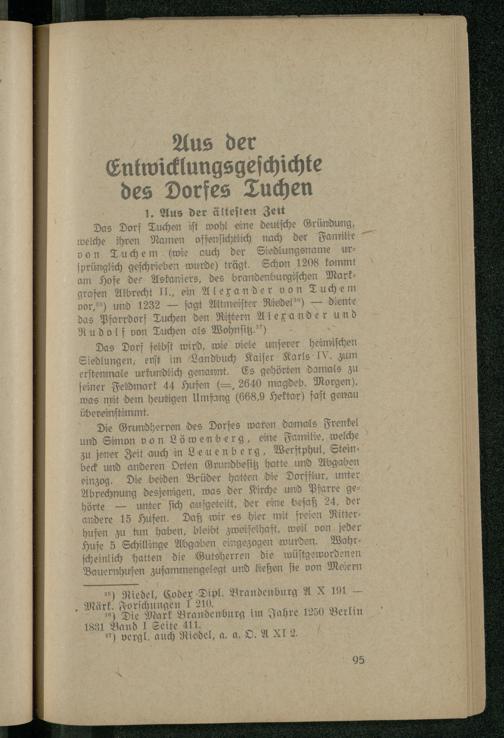 Aus der
Entwicklungsgeschichte
des Dorfes Tuchen
1. Aus der ältesten Zeit
Das Dorf Tuchen ist wohl eine deutsche Gründung,
welche ihren Namen offensichtlich nach der Familie
von Tuchem (wie auch der Siedlungsname ur-
sprünglich geschrieben wurde) trägt. Schon 1208 kommt
am Hofe der Askaniers, des brandenburgischen Mark-
grafen Albrecht II., ein Alexander von Tuchem
vor,³⁵) und 1232 — sagt Altmeister Riedel³⁶) — diente
das Pfarrdorf Tuchen den Rittern Alexander und
Rudolf von Tuchen als Wohnsitz.³⁷)
Das Dorf selbst wird, wie viele unserer heimischen
Siedlungen, erst im Landbuch Kaiser Karls IV. zum
erstenmale urkundlich genannt. Es gehörten damals zu
seiner Feldmark 44 Hufen (=, 2640 magdeb. Morgen),
was mit dem heutigen Umfang (668,9 Hektar) fast genau
übereinstimmt.
Die Grundherren des Dorfes waren damals Frenkel
und Simon von Löwenberg, eine Familie, welche
zu jener Zeit auch in Leuenberg, Werftphul, Stein-
beck und anderen Orten Grundbesitz hatte und Abgaben
einzog. Die beiden Brüder hatten die Dorfflur, unter
Abrechnung desjenigen, was der Kirche und Pfarre ge-
hörte — unter sich aufgeteilt, der eine besaß 24, der
andere 15 Hufen. Daß wir es hier mit freien Ritter-
hufen zu tun haben, bleibt zweifelhaft, weil von jeder
Hufe 5 Schillinge Abgaben eingezogen wurden. Wahr-
scheinlich hatten die Gutsherren die wüstgewordenen
Bauernhufen zusammengelegt und ließen sie von Meiern
³⁵) Riedel, Codex Dipl. Brandenburg A X 191 —
Märk. Forschungen I 210.
³⁶) Die Mark Brandenburg im Jahre 1250 Berlin
1831 Band I Seite 411.
³⁷) vergl. auch Riedel, a. a. O. A XI 2.
95